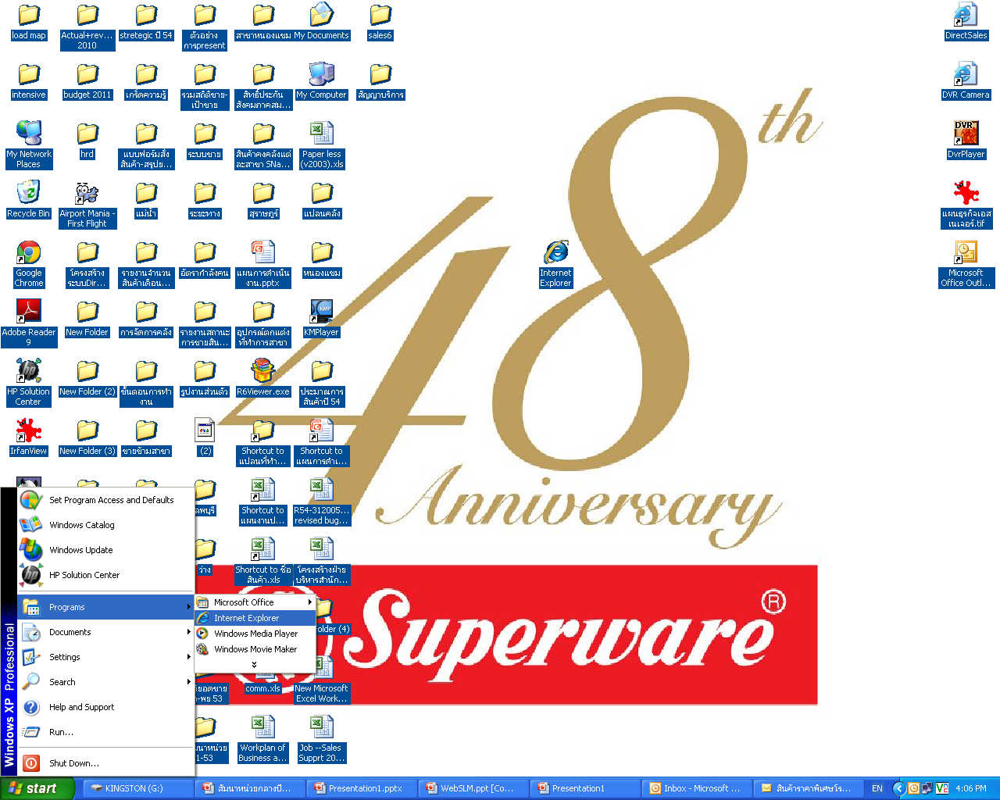 load map
Actual+rev...
2010
stretegic ปี 54
ตัวอย่าง
การpresent
สาขาหนองแขม
My Documents
sales6
DirectSales
intensive
budget 2011
เกร็ดความรู้
รวมสถิติขาย-
เป้าขาย
สิทธิ์ประกัน
สังคมภาคสม...
My Computer
สัญญาบริการ
DVR Camera
My Network
Places
hrd
แบบฟอร์มสั่ง
สินค้า-สรุปย...
ระบบขาย
สินค้าคงคลังแต่
ละสาขา SNa...
Paper less
(v2003).xls
DVR
DvrPlayer
Recycle Bin
Airport Mania -
First Flight
แม่น้ำ
ระยะทาง
สุราษฎร์
แปลนคลัง
แผนธุรกิจเอส
เนเจอร์.tif
Google
Chrome
โครงสร้าง
ระบบDir...
รายงานจำนวน
สินค้าเดือน...
อัตรากำลังคน
แผนการดำเนิน
งาน.pptx
หนองแขม
Internet
Explorer
Microsoft
Office Outl...
Adobe Reader
9
New Folder
การจัดการคลัง
รายงานสถานะ
การขายสิน...
อุปกรณ์ตกแต่ง
ที่ทำการสาขา
KMP
KMPlayer
HP Solution
Center
New Folder (2)
ขั้นตอนการทำ
งาน
รูปงานส่วนตัว
R6Viewer.exe
ประมาณการ
สินค้าปี 54
IrfanView
New Folder (3)
ขายข้ามสาขา
(2)
Shortcut to
แปลนที่ทำ...
Shortcut to
แผนการดำเ...
ลพบุรี
Shortcut to
แผนงานป...
R54-312005...
revised bug...
ว่าง
Shortcut to ชื่อ
สินค้า.xls
โครงสร้างฝ่าย
บริหารสำนัก...
older (4)
ยอดขาย
-พย 53
comm.xls
New Microsoft
Excel Work...
มนาหน่วย
1-53
Workplan of
Business a...
Job --Sales
Supprt 20...
48th
Anniversary
Superware ®
Set Program Access and Defaults
Windows Catalog
Windows Update
HP Solution Center
Programs
Documents
Settings
Search
Help and Support
Run...
Shut Down...
Windows XP Professional
Microsoft Office
Internet Explorer
Windows Media Player
Windows Movie Maker
start
KINGSTON (G:)
สัมนาหน่วยกลางปี...
Presentation1.pptx
WebSLM.ppt [Co...
Presentation1
Inbox - Microsoft ...
สินค้าราคาพิเศษโร...
EN
4:06 PM